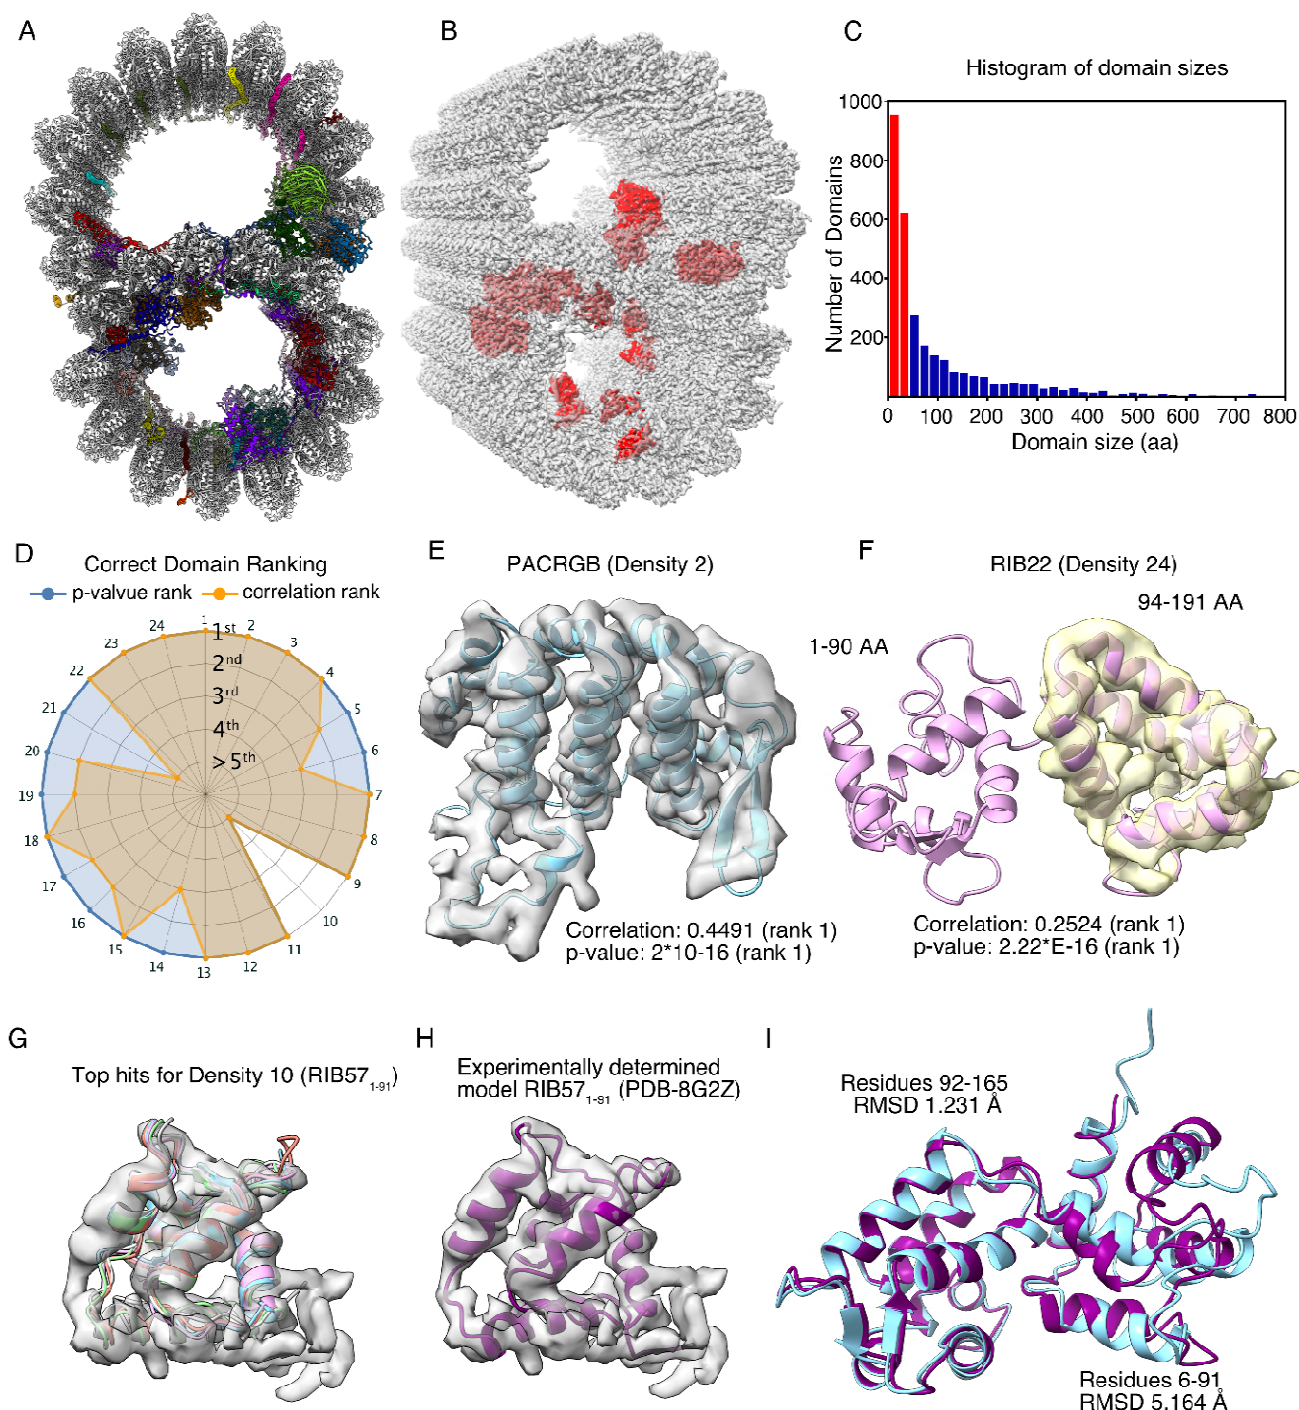 A
B
C
Histogram of domain sizes
Number of Domains
1000
800
600
400
200
0 100 200 300 400 500 600 700 800
Domain size (aa)
D
Correct Domain Ranking
p-valvue rank correlation rank
1 2 3 4 5 6 7 8 9 10 11 12 13 14 15 16 17 18 19 20 21 22 23 24
1st
2nd
3rd
4th
>5th
E
PACRGB (Density 2)
Correlation: 0.4491 (rank 1)
p-value: 2*10-16 (rank 1)
F
RIB22 (Density 24)
94-191 AA
1-90 AA
Correlation: 0.2524 (rank 1)
p-value: 2.22*E-16 (rank 1)
G
Top hits for Density 10 (RIB57 1-91)
H
Experimentally determined
model RIB57 1-91 (PDB-8G2Z)
I
Residues 92-165
RMSD 1.231 Å
Residues 6-91
RMSD 5.164 Å